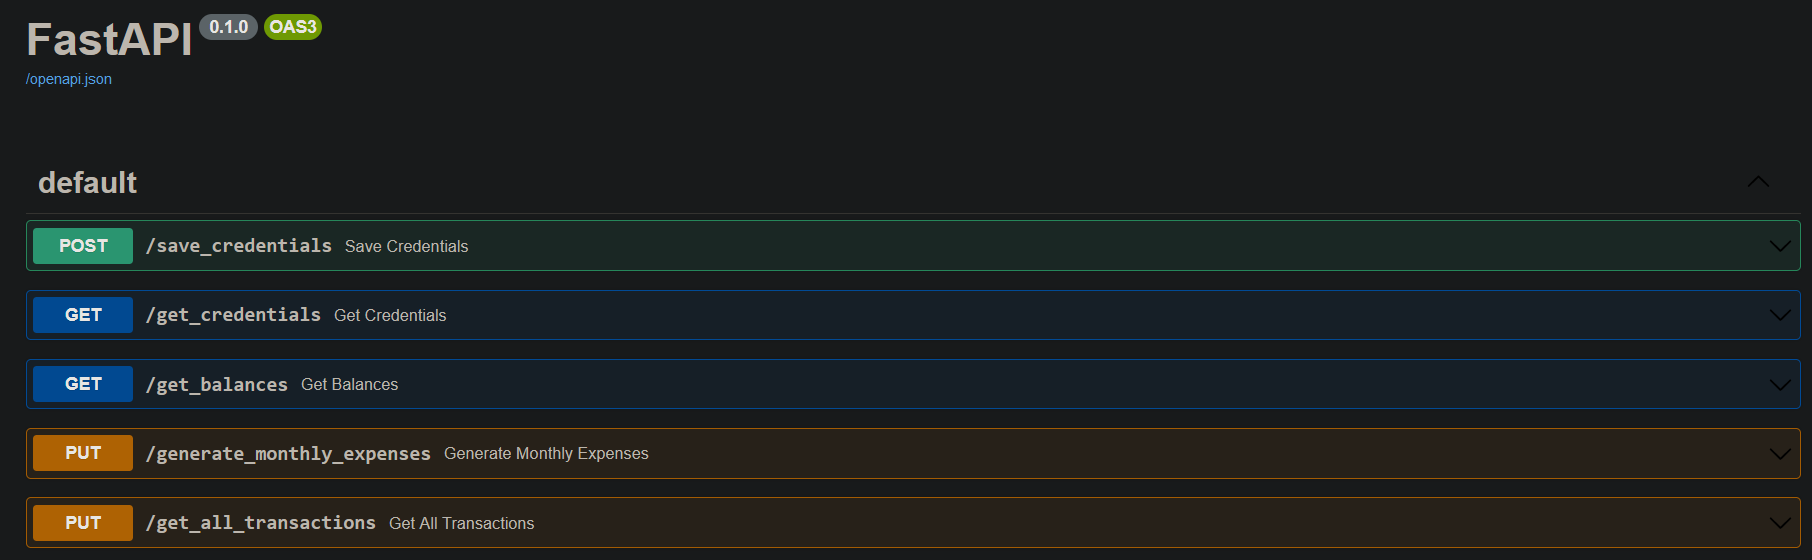 FastAPI 0.1.0 OAS3
/openapi.json
default
POST /save_credentials Save Credentials
GET /get_credentials Get Credentials
GET /get_balances Get Balances
PUT /generate_monthly_expenses Generate Monthly Expenses
PUT /get_all_transactions Get All Transactions